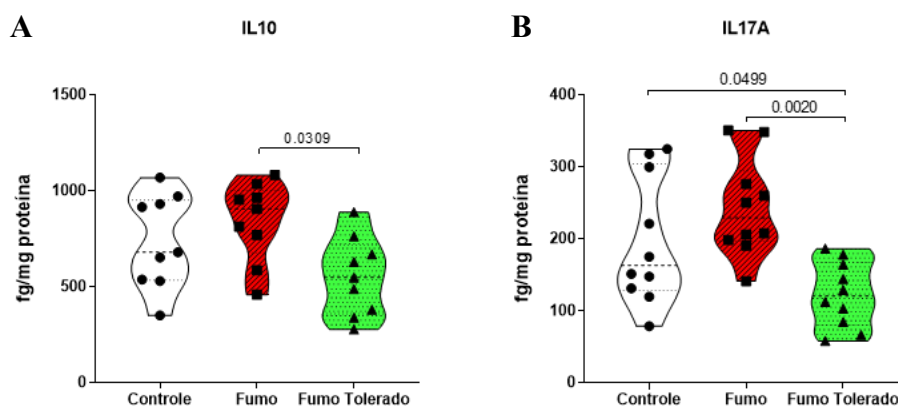 A
IL10
fg/mg proteína
1500
1000
500
0
0.0309
Controle
Fumo
Fumo Tolerado
B
IL17A
fg/mg proteína
400
300
200
100
0
0.0499
0.0020
Controle
Fumo
Fumo Tolerado